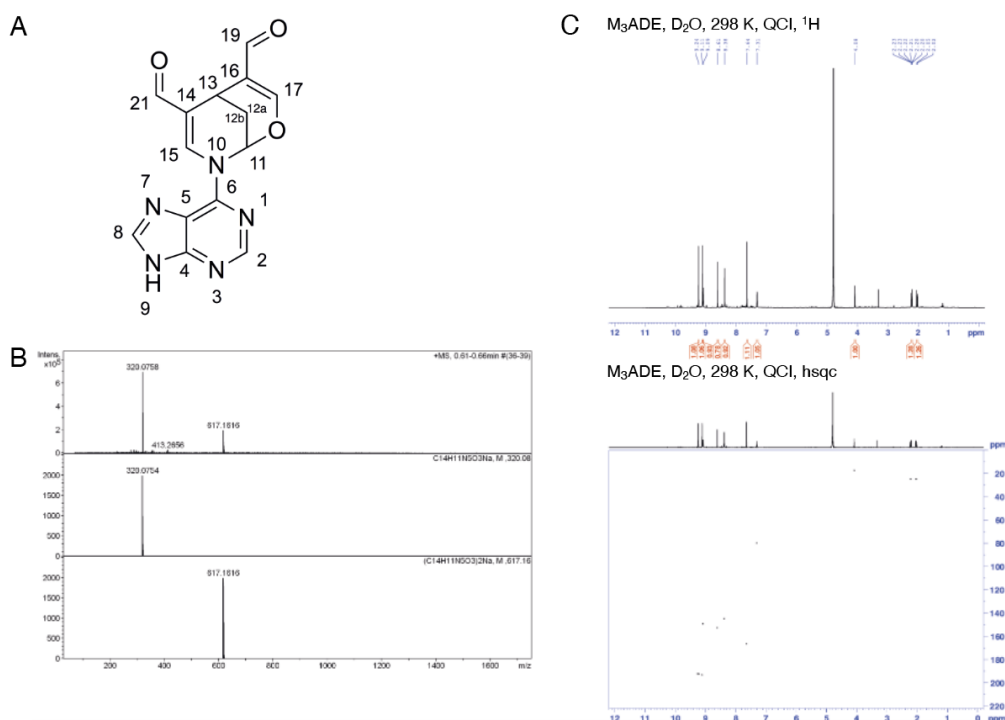 A
O
19
16
O
13
12a
17
21
14
12b
O
15
10
N
11
7
5
6
1
N
N
8
N
H
4
N
2
9
3
B
Intens.
x10⁵
+MS, 0.61-0.66min #(36-39)
320.0758
6
4
2
413.2656
617.1616
0
C14H11N5O3Na, M ,320.08
320.0754
2000
1500
1000
500
0
(C14H11N5O3)2Na, M ,617.16
617.1616
2000
1500
1000
500
0
200 400 600 800 1000 1200 1400 1600 m/z
C
M₃ADE, D₂O, 298 K, QCI, ¹H
12 11 10 9 8 7 6 5 4 3 2 1 ppm
M₃ADE, D₂O, 298 K, QCI, hsqc
ppm
20
40
60
80
100
120
140
160
180
200
220
12 11 10 9 8 7 6 5 4 3 2 1 0 ppm